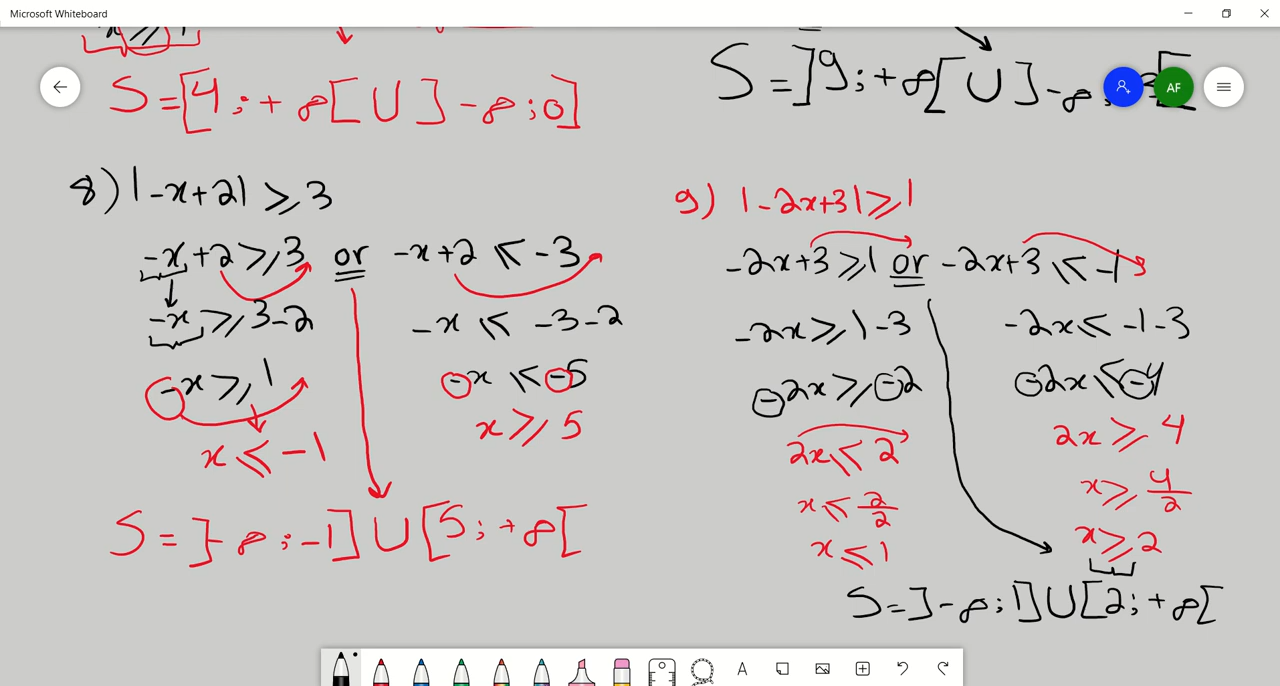 Microsoft Whiteboard
S = [4 ; + ∞[ U ] - ∞ ; 0]
S = ]9 ; + ∞[ U ] - ∞ ;
AF
8) |-x+2| ⩾ 3
-x+2 ⩾ 3 or -x+2 ⩽ -3
-x ⩾ 3-2
-x ⩽ -3-2
-x ⩾ 1
-x ⩽ -5
x ⩽ -1
x ⩾ 5
S = ]-∞ ; -1] U [5 ; +∞[
9) |-2x+3| ⩾ 1
-2x+3 ⩾ 1 or -2x+3 ⩽ -1
-2x ⩾ 1-3
-2x ⩽ -1-3
-2x ⩾ -2
-2x ⩽ -4
2x ⩽ 2
2x ⩾ 4
x ⩽ 2/2
x ⩾ 4/2
x ⩽ 1
x ⩾ 2
S = ]-∞ ; 1] U [2 ; +∞[